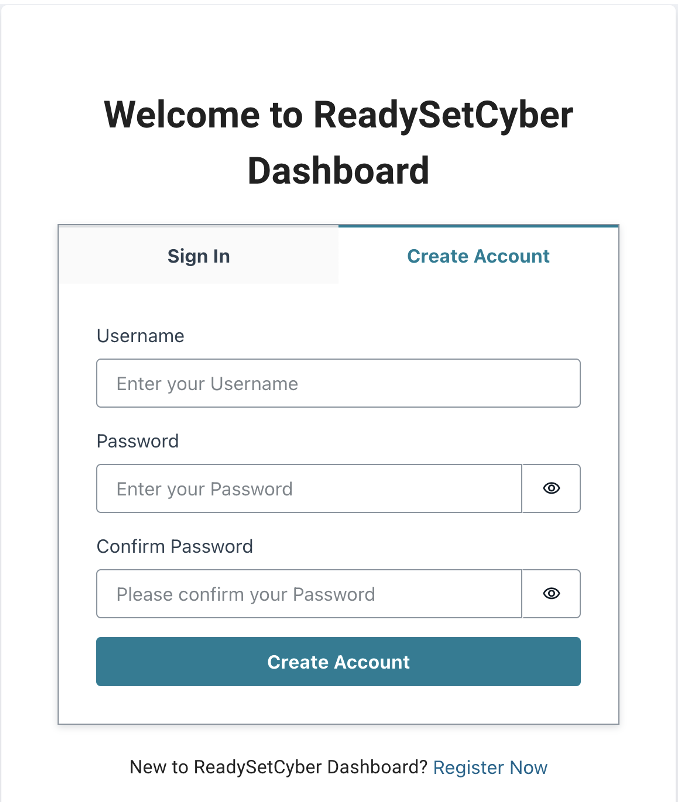 Welcome to ReadySetCyber
Dashboard
Sign In
Create Account
Username
Enter your Username
Password
Enter your Password
Confirm Password
Please confirm your Password
Create Account
New to ReadySetCyber Dashboard? Register Now